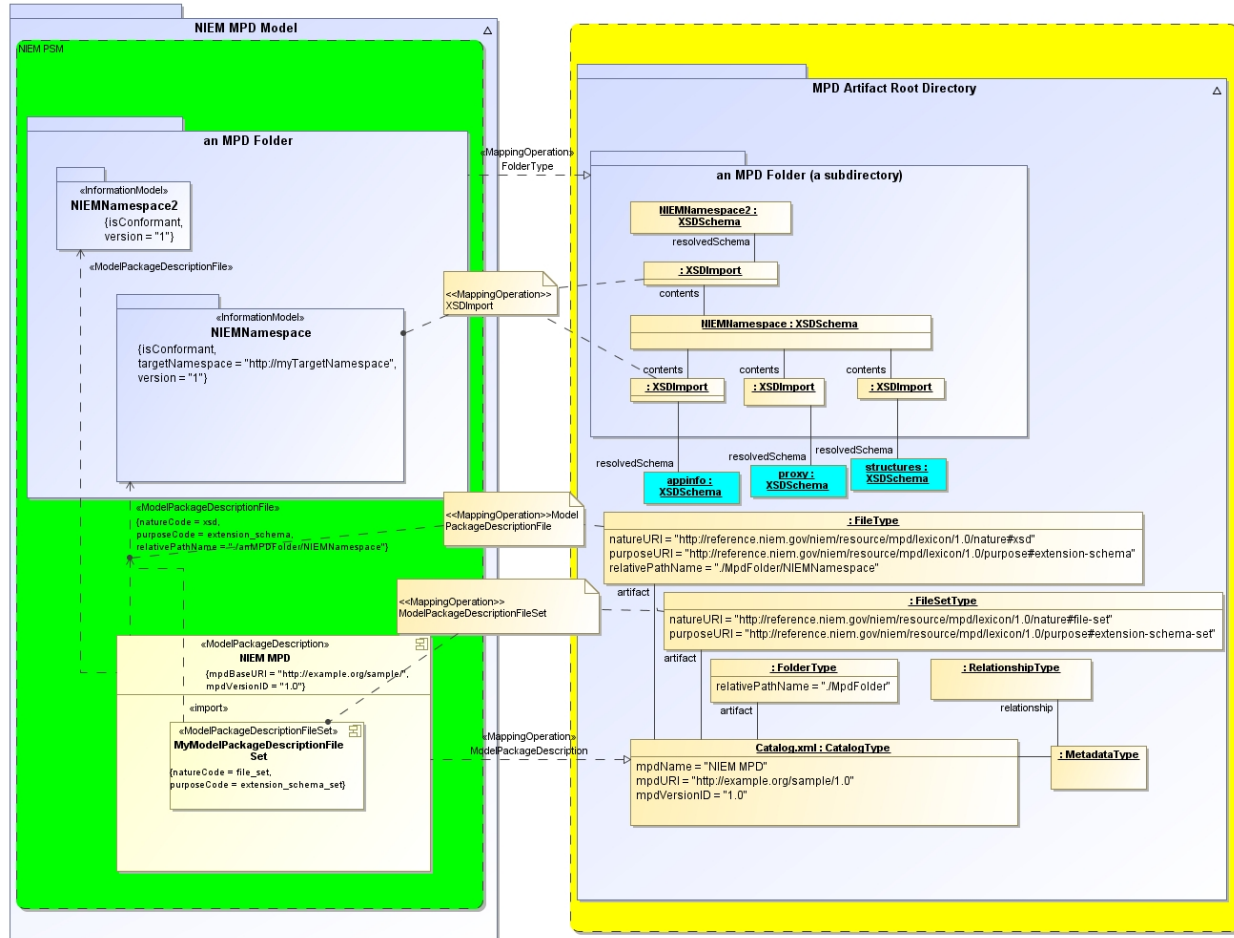 NIEM MPD Model
NIEM PSM
an MPD Folder
«InformationModel»
NIEMNamespace2
{isConformant,
version = "1"}
«ModelPackageDescriptionFile»
«InformationModel»
NIEMNamespace
{isConformant,
targetNamespace = "http://myTargetNamespace",
version = "1"}
«ModelPackageDescriptionFile»
{natureCode = xsd,
purposeCode = extension_schema,
relativePathName = "./anMPDFolder/NIEMNamespace"}
«ModelPackageDescription»
NIEM MPD
{mpdBaseURI = "http://example.org/sample/",
mpdVersionID = "1.0"}
«import»
«ModelPackageDescriptionFileSet»
MyModelPackageDescriptionFile
Set
{natureCode = file_set,
purposeCode = extension_schema_set}
«MappingOperation»
FolderType
<<MappingOperation>>
XSDImport
<<MappingOperation>>Model
PackageDescriptionFile
<<MappingOperation>>
ModelPackageDescriptionFileSet
«MappingOperation»
ModelPackageDescription
MPD Artifact Root Directory
an MPD Folder (a subdirectory)
NIEMNamespace2 :
XSDSchema
resolvedSchema
: XSDImport
contents
NIEMNamespace : XSDSchema
contents
contents
contents
: XSDImport
: XSDImport
: XSDImport
resolvedSchema
resolvedSchema
resolvedSchema
appinfo :
XSDSchema
proxy :
XSDSchema
structures :
XSDSchema
: FileType
natureURI = "http://reference.niem.gov/niem/resource/mpd/lexicon/1.0/nature#xsd"
purposeURI = "http://reference.niem.gov/niem/resource/mpd/lexicon/1.0/purpose#extension-schema"
relativePathName = "./MpdFolder/NIEMNamespace"
artifact
: FileSetType
natureURI = "http://reference.niem.gov/niem/resource/mpd/lexicon/1.0/nature#file-set"
purposeURI = "http://reference.niem.gov/niem/resource/mpd/lexicon/1.0/purpose#extension-schema-set"
artifact
: FolderType
relativePathName = "./MpdFolder"
artifact
: RelationshipType
relationship
Catalog.xml : CatalogType
mpdName = "NIEM MPD"
mpdURI = "http://example.org/sample/1.0"
mpdVersionID = "1.0"
: MetadataType